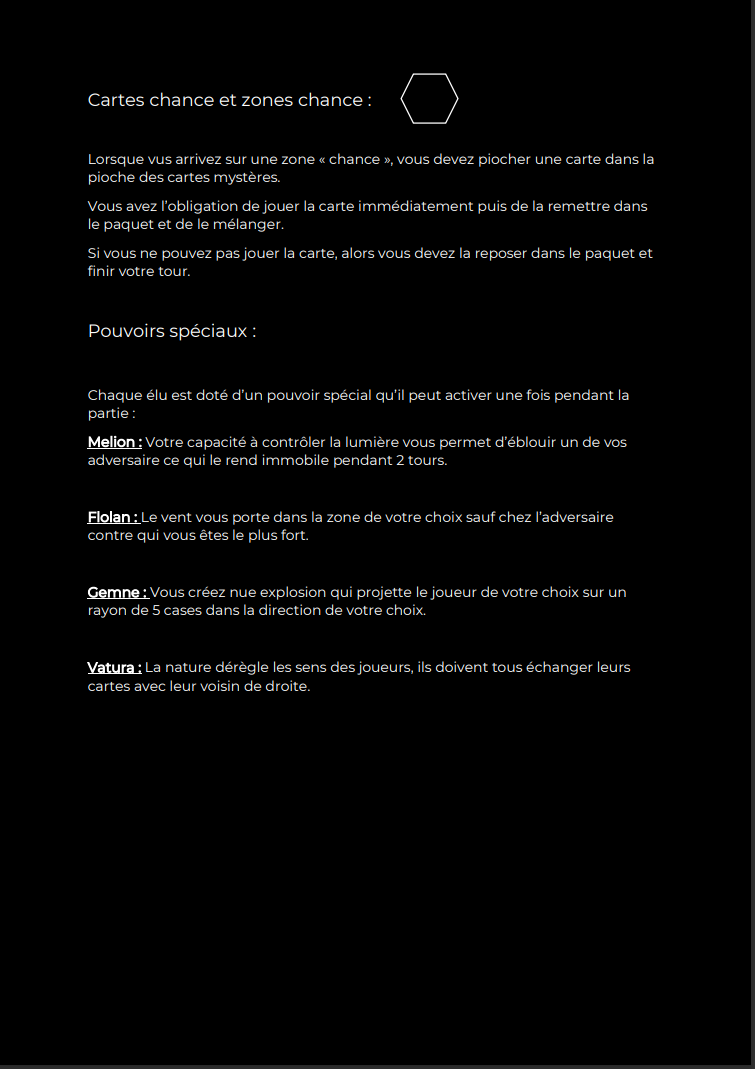 Cartes chance et zones chance :
Lorsque vus arrivez sur une zone « chance », vous devez piocher une carte dans la
pioche des cartes mystères.
Vous avez l’obligation de jouer la carte immédiatement puis de la remettre dans
le paquet et de le mélanger.
Si vous ne pouvez pas jouer la carte, alors vous devez la reposer dans le paquet et
finir votre tour.
Pouvoirs spéciaux :
Chaque élu est doté d’un pouvoir spécial qu’il peut activer une fois pendant la
partie :
Melion : Votre capacité à contrôler la lumière vous permet d’éblouir un de vos
adversaire ce qui le rend immobile pendant 2 tours.
Flolan : Le vent vous porte dans la zone de votre choix sauf chez l’adversaire
contre qui vous êtes le plus fort.
Gemne : Vous créez nue explosion qui projette le joueur de votre choix sur un
rayon de 5 cases dans la direction de votre choix.
Vatura : La nature dérègle les sens des joueurs, ils doivent tous échanger leurs
cartes avec leur voisin de droite.